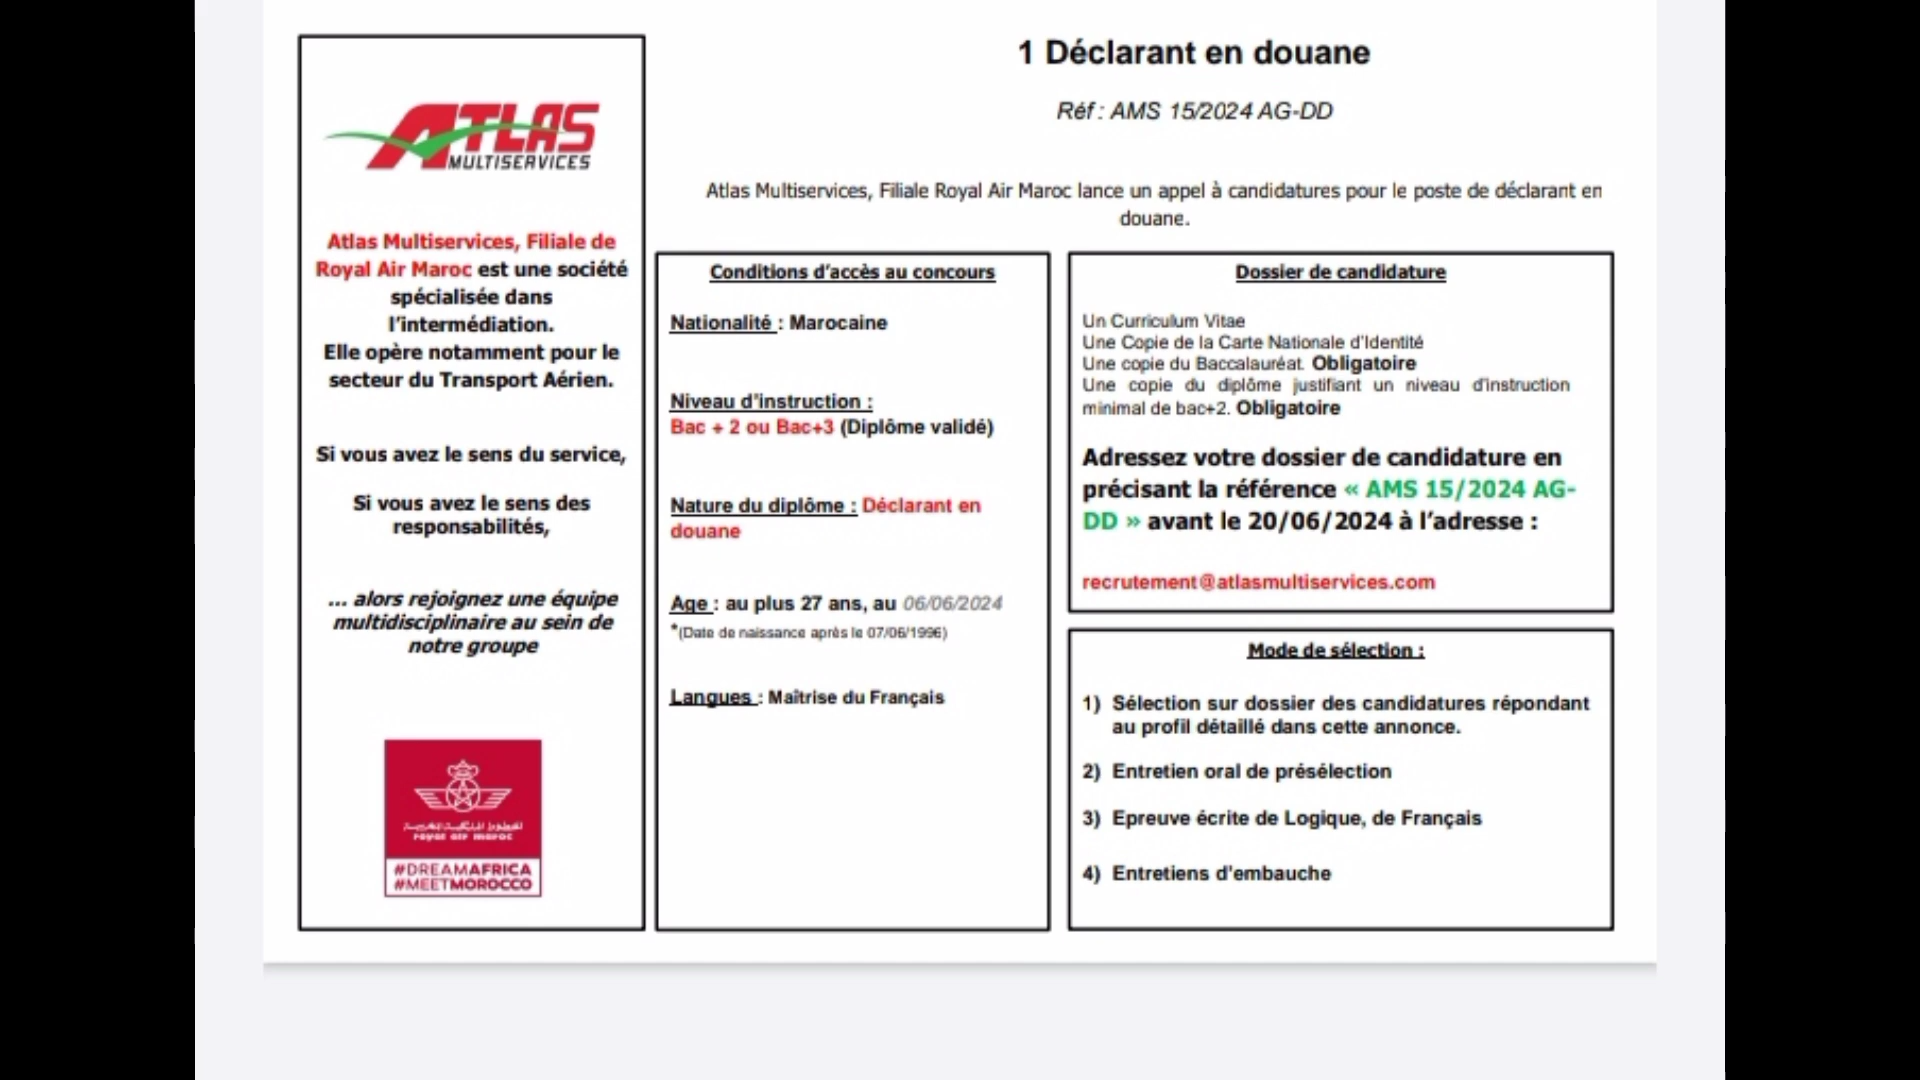 ATLAS
MULTISERVICES
Atlas Multiservices, Filiale de
Royal Air Maroc est une société
spécialisée dans
l'intermédiation.
Elle opère notamment pour le
secteur du Transport Aérien.
Si vous avez le sens du service,
Si vous avez le sens des
responsabilités,
... alors rejoignez une équipe
multidisciplinaire au sein de
notre groupe
الخطوط الملكية المغربية
royal air maroc
#DREAMAFRICA
#MEETMOROCCO
1 Déclarant en douane
Réf : AMS 15/2024 AG-DD
Atlas Multiservices, Filiale Royal Air Maroc lance un appel à candidatures pour le poste de déclarant en
douane.
Conditions d'accès au concours
Nationalité : Marocaine
Niveau d'instruction :
Bac + 2 ou Bac+3 (Diplôme validé)
Nature du diplôme : Déclarant en
douane
Age : au plus 27 ans, au 06/06/2024
*(Date de naissance après le 07/06/1996)
Langues : Maîtrise du Français
Dossier de candidature
Un Curriculum Vitae
Une Copie de la Carte Nationale d'Identité
Une copie du Baccalauréat. Obligatoire
Une copie du diplôme justifiant un niveau d'instruction
minimal de bac+2. Obligatoire
Adressez votre dossier de candidature en
précisant la référence « AMS 15/2024 AG-
DD » avant le 20/06/2024 à l'adresse :
recrutement@atlasmultiservices.com
Mode de sélection :
1) Sélection sur dossier des candidatures répondant
au profil détaillé dans cette annonce.
2) Entretien oral de présélection
3) Epreuve écrite de Logique, de Français
4) Entretiens d'embauche